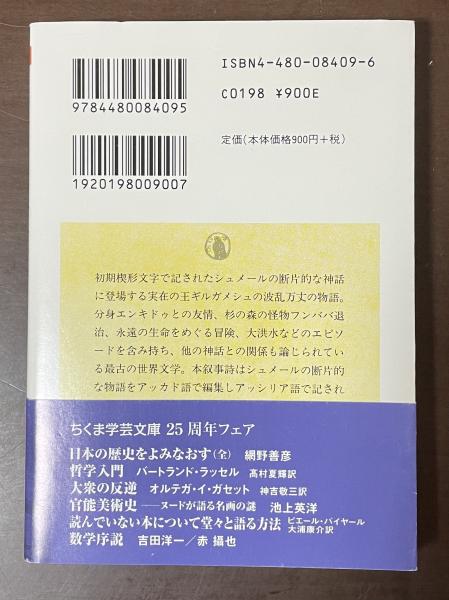 ISBN4-480-08409-6
9784480084095
C0198 ¥900E
定価(本体価格900円+税)
1920198009007
初期楔形文字で記されたシュメールの断片的な神話
に登場する実在の王ギルガメシュの波乱万丈の物語。
分身エンキドゥとの友情、杉の森の怪物フンババ退
治、永遠の生命をめぐる冒険、大洪水などのエピソ
ードを含み持ち、他の神話との関係も論じられている
最古の世界文学。本叙事詩はシュメールの断片的
な物語をアッカド語で編集しアッシリア語で記され
ちくま学芸文庫 25周年フェア
日本の歴史をよみなおす(全) 網野善彦
哲学入門 バートランド・ラッセル 高村夏輝訳
大衆の反逆 オルテガ・イ・ガセット 神吉敬三訳
官能美術史――ヌードが語る名画の謎 池上英洋
読んでいない本について堂々と語る方法 ピエール・バイヤール 大浦康介訳
数学序説 吉田洋一/赤攝也